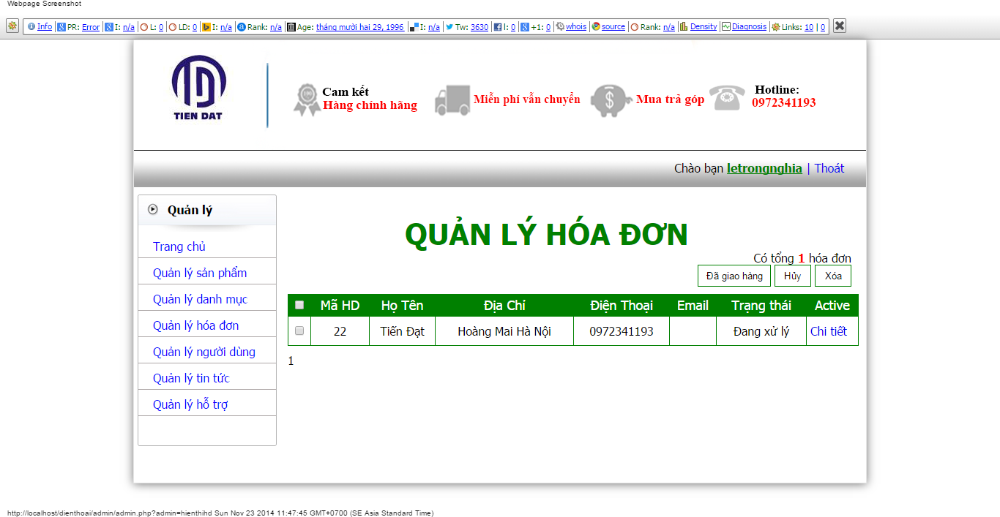 Webpage Screenshot
Info PR: Error I: n/a L: 0 LD: 0 I: n/a Rank: n/a Age: tháng mười hai 29, 1996 I: n/a Tw: 3630 I: 0 +1: 0 whois source Rank: n/a Density Diagnosis Links: 10 | 0
TIEN DAT
Cam kết
Hàng chính hãng
Miễn phí vẫn chuyển
Mua trả góp
Hotline:
0972341193
Chào bạn letrongnghia | Thoát
Quản lý
Trang chủ
Quản lý sản phẩm
Quản lý danh mục
Quản lý hóa đơn
Quản lý người dùng
Quản lý tin tức
Quản lý hỗ trợ
QUẢN LÝ HÓA ĐƠN
Có tổng 1 hóa đơn
Đã giao hàng Hủy Xóa
Mã HD Họ Tên Địa Chỉ Điện Thoại Email Trạng thái Active
22 Tiến Đạt Hoàng Mai Hà Nội 0972341193 Đang xử lý Chi tiết
1
http://localhost/dienthoai/admin/admin.php?admin=hienthihd Sun Nov 23 2014 11:47:45 GMT+0700 (SE Asia Standard Time)